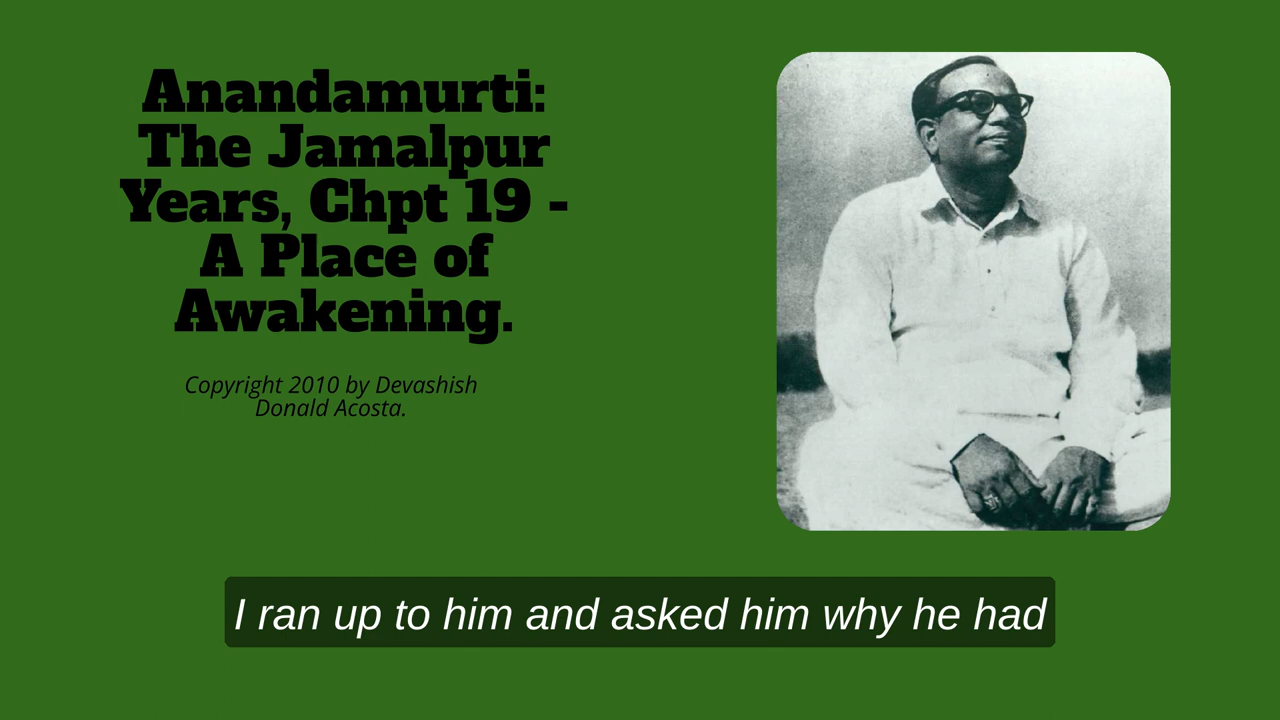 Anandamurti:
The Jamalpur
Years, Chpt 19 -
A Place of
Awakening.
Copyright 2010 by Devashish
Donald Acosta.
I ran up to him and asked him why he had